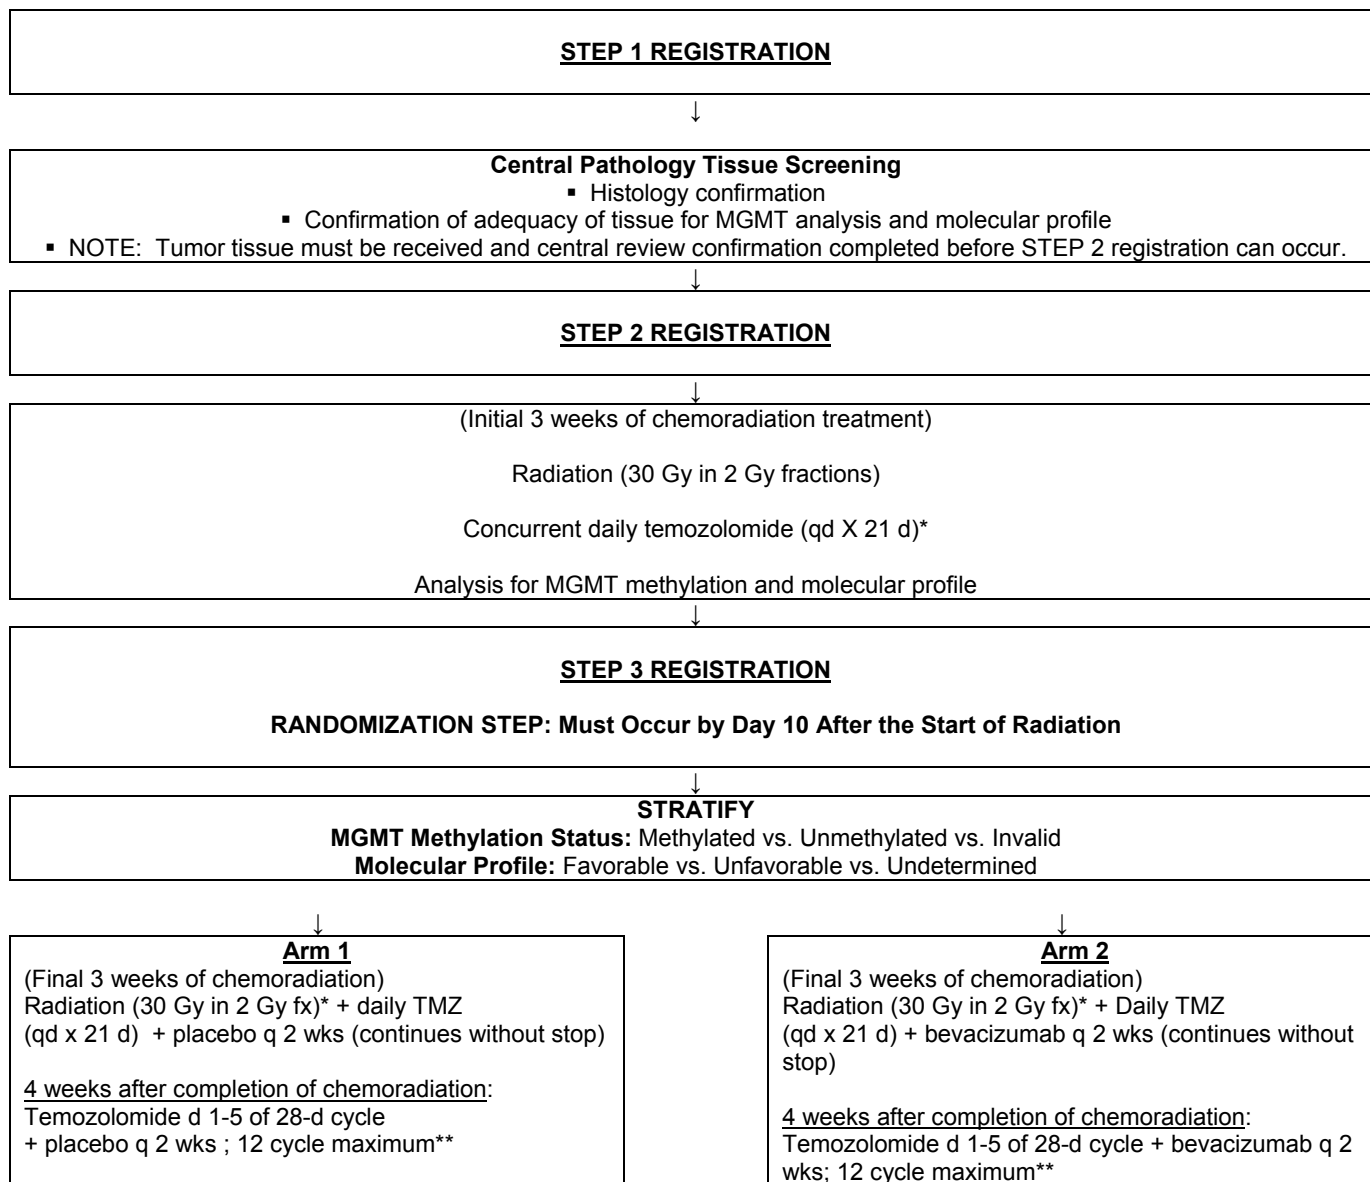 STEP 1 REGISTRATION
↓
Central Pathology Tissue Screening
▪ Histology confirmation
▪ Confirmation of adequacy of tissue for MGMT analysis and molecular profile
▪ NOTE: Tumor tissue must be received and central review confirmation completed before STEP 2 registration can occur.
↓
STEP 2 REGISTRATION
↓
(Initial 3 weeks of chemoradiation treatment)
Radiation (30 Gy in 2 Gy fractions)
Concurrent daily temozolomide (qd X 21 d)*
Analysis for MGMT methylation and molecular profile
↓
STEP 3 REGISTRATION
RANDOMIZATION STEP: Must Occur by Day 10 After the Start of Radiation
↓
STRATIFY
MGMT Methylation Status: Methylated vs. Unmethylated vs. Invalid
Molecular Profile: Favorable vs. Unfavorable vs. Undetermined
↓
Arm 1
(Final 3 weeks of chemoradiation)
Radiation (30 Gy in 2 Gy fx)* + daily TMZ
(qd x 21 d) + placebo q 2 wks (continues without stop)
4 weeks after completion of chemoradiation:
Temozolomide d 1-5 of 28-d cycle
+ placebo q 2 wks ; 12 cycle maximum**
↓
Arm 2
(Final 3 weeks of chemoradiation)
Radiation (30 Gy in 2 Gy fx)* + Daily TMZ
(qd x 21 d) + bevacizumab q 2 wks (continues without
stop)
4 weeks after completion of chemoradiation:
Temozolomide d 1-5 of 28-d cycle + bevacizumab q 2
wks; 12 cycle maximum**